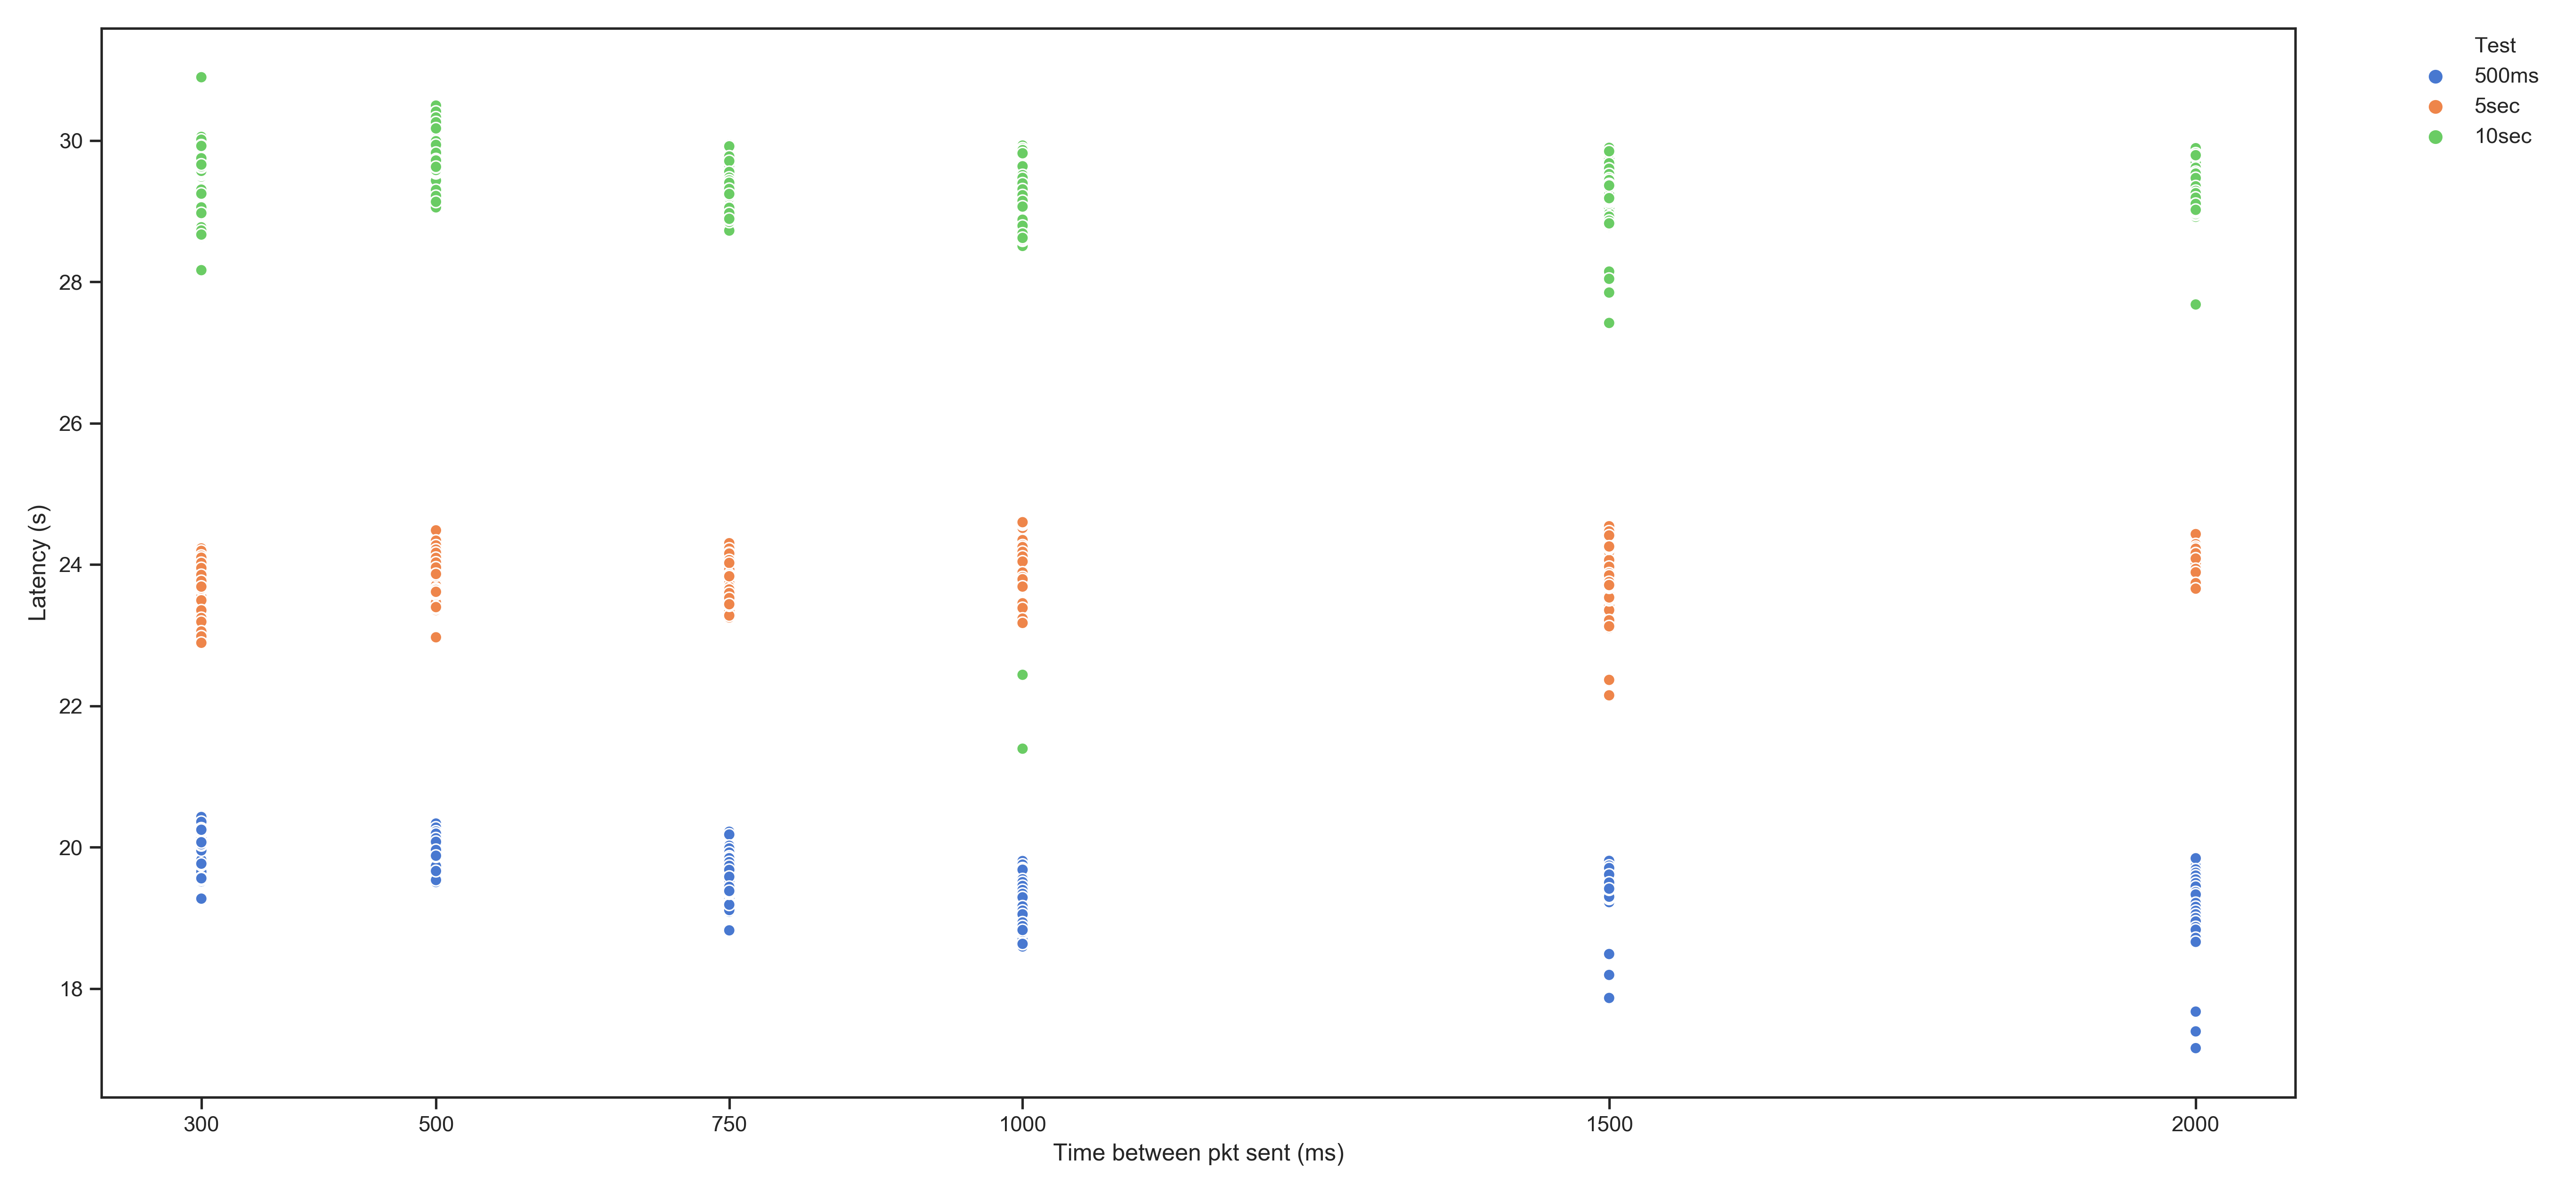 Test
500ms
5sec
10sec
Latency (s)
30
28
26
24
22
20
18
300 500 750 1000 1500 2000
Time between pkt sent (ms)